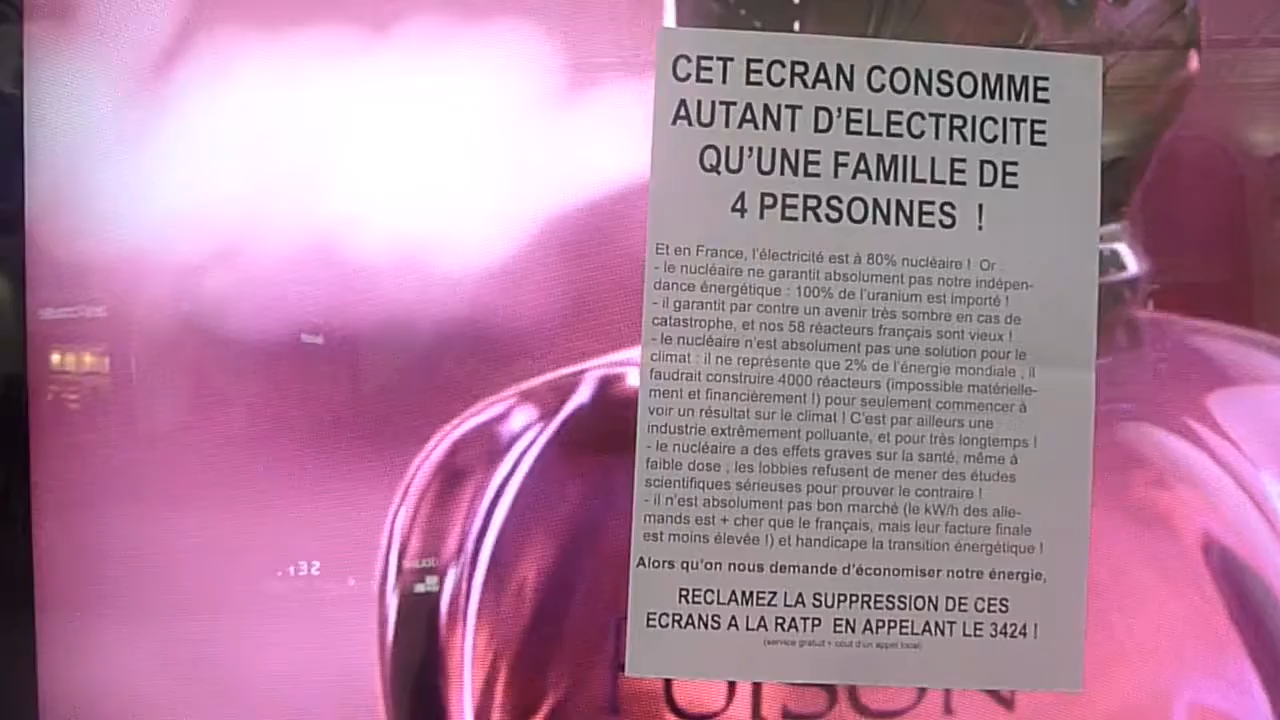 CET ECRAN CONSOMME
AUTANT D'ELECTRICITE
QU'UNE FAMILLE DE
4 PERSONNES !
Et en France, l'électricité est à 80% nucléaire ! Or :
- le nucléaire ne garantit absolument pas notre indépen-
dance énergétique : 100% de l'uranium est importé !
- il garantit par contre un avenir très sombre en cas de
catastrophe, et nos 58 réacteurs français sont vieux !
- le nucléaire n'est absolument pas une solution pour le
climat : il ne représente que 2% de l'énergie mondiale , il
faudrait construire 4000 réacteurs (impossible matérielle-
ment et financièrement !) pour seulement commencer à
voir un résultat sur le climat ! C'est par ailleurs une
industrie extrêmement polluante, et pour très longtemps !
- le nucléaire a des effets graves sur la santé, même à
faible dose , les lobbies refusent de mener des études
scientifiques sérieuses pour prouver le contraire !
- il n'est absolument pas bon marché (le kW/h des alle-
mands est + cher que le français, mais leur facture finale
est moins élevée !) et handicape la transition énergétique !
Alors qu'on nous demande d'économiser notre énergie,
RECLAMEZ LA SUPPRESSION DE CES
ECRANS A LA RATP EN APPELANT LE 3424 !
(service gratuit + coût d'un appel local)
POISON